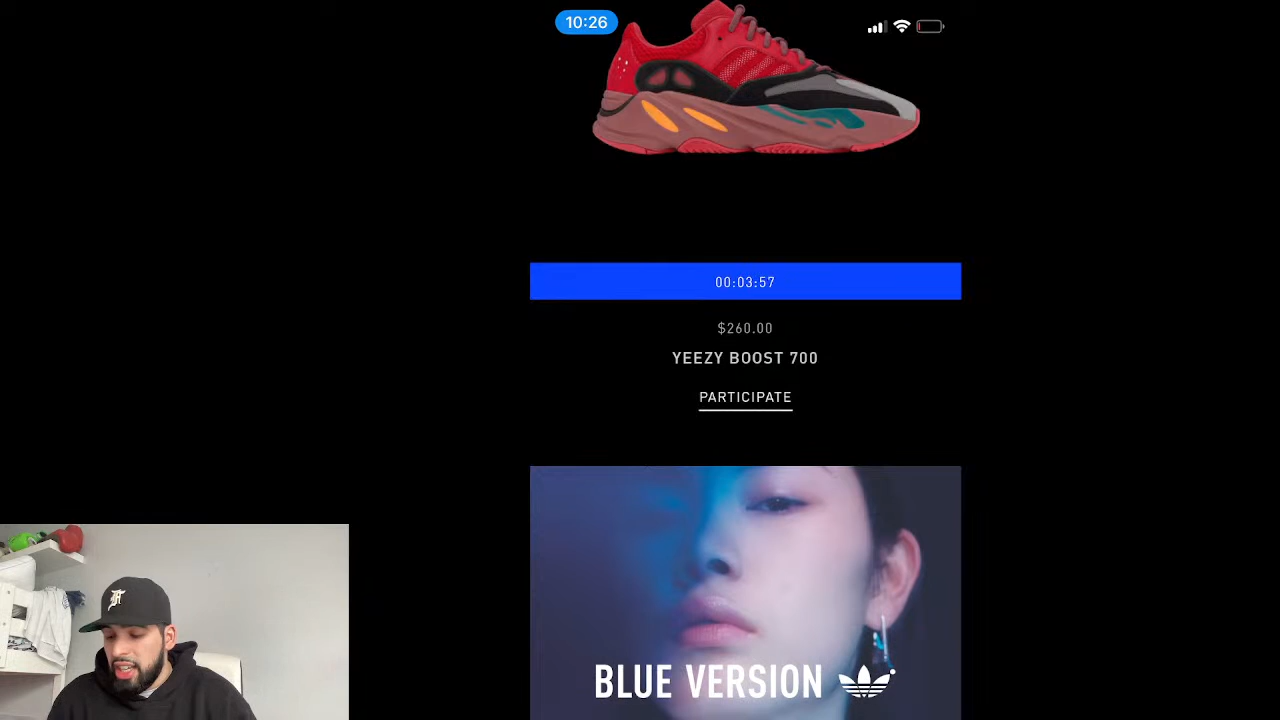 10:26
00:03:57
$260.00
YEEZY BOOST 700
PARTICIPATE
BLUE VERSION